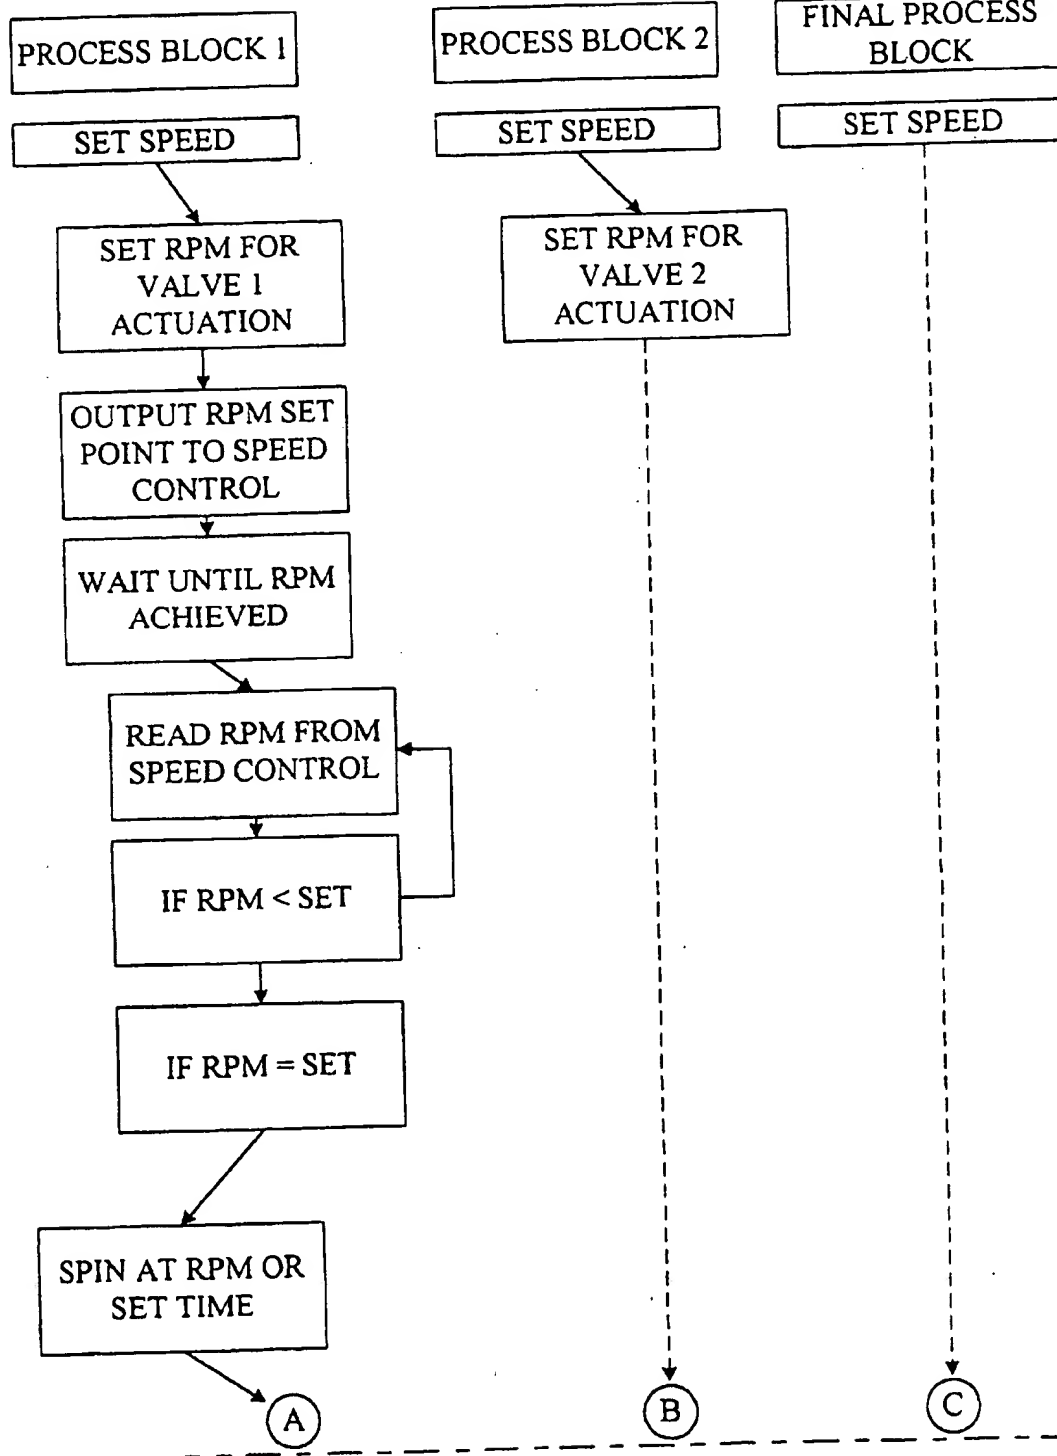 PROCESS BLOCK 1
SET SPEED
SET RPM FOR
VALVE 1
ACTUATION
OUTPUT RPM SET
POINT TO SPEED
CONTROL
WAIT UNTIL RPM
ACHIEVED
READ RPM FROM
SPEED CONTROL
IF RPM < SET
IF RPM = SET
SPIN AT RPM OR
SET TIME
A
PROCESS BLOCK 2
SET SPEED
SET RPM FOR
VALVE 2
ACTUATION
B
FINAL PROCESS
BLOCK
SET SPEED
C